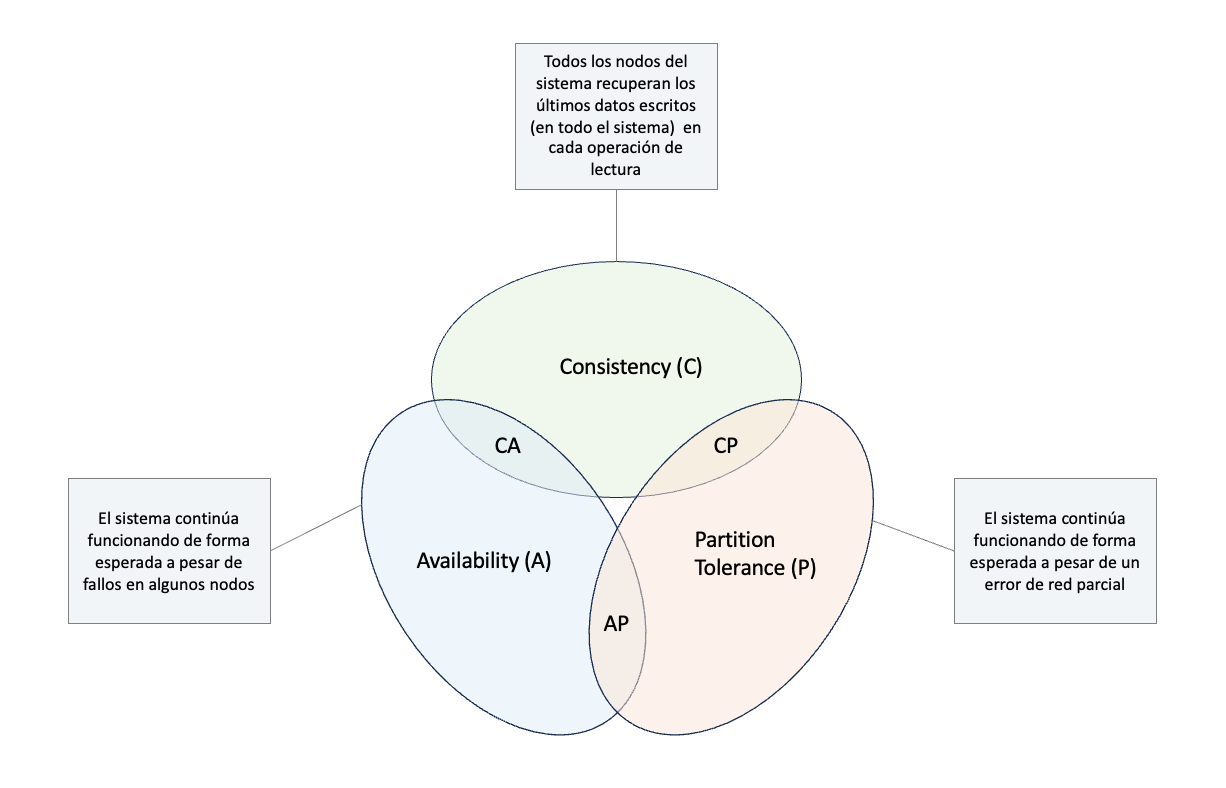 Todos los nodos del
sistema recuperan los
últimos datos escritos
(en todo el sistema)  en
cada operación de
lectura
Consistency (C)
CA
CP
El sistema continúa
funcionando de forma
esperada a pesar de
fallos en algunos nodos
Availability (A)
Partition
Tolerance (P)
El sistema continúa
funcionando de forma
esperada a pesar de un
error de red parcial
AP